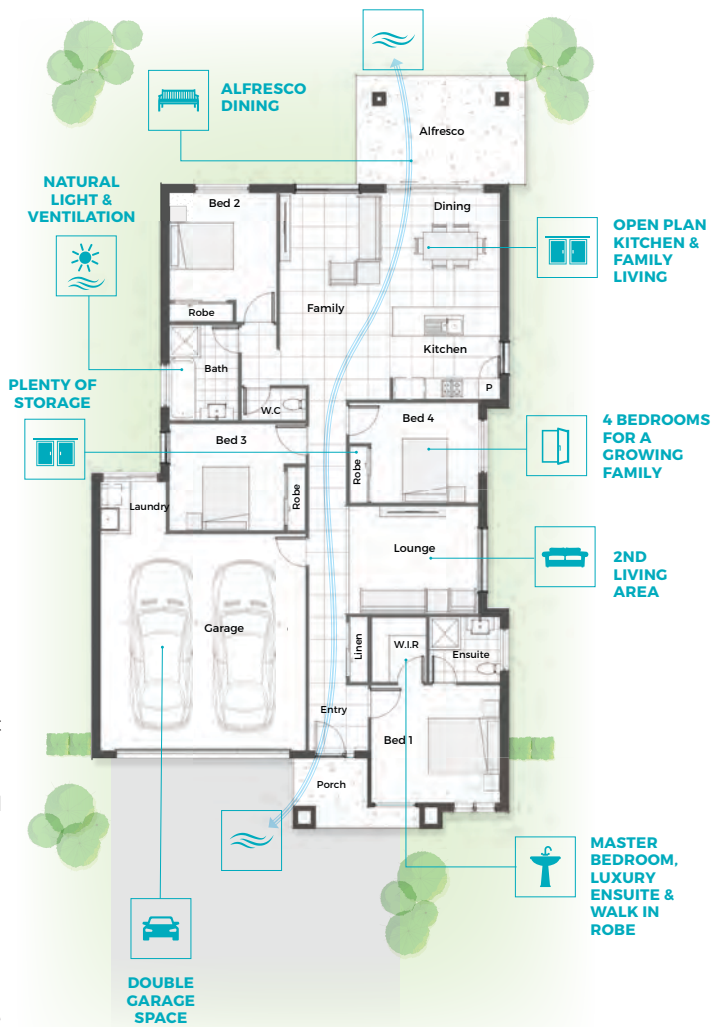 ALFRESCO
DINING
Alfresco
NATURAL
LIGHT &
VENTILATION
Bed 2
Dining
OPEN PLAN
KITCHEN &
FAMILY
LIVING
Robe
Family
Bath
Kitchen
P
PLENTY OF
STORAGE
W.C
Bed 3
Bed 4
4 BEDROOMS
FOR A
GROWING
FAMILY
Robe
Robe
Laundry
Lounge
2ND
LIVING
AREA
Garage
Linen
W.I.R
Ensuite
Entry
Bed 1
Porch
MASTER
BEDROOM,
LUXURY
ENSUITE &
WALK IN
ROBE
DOUBLE
GARAGE
SPACE